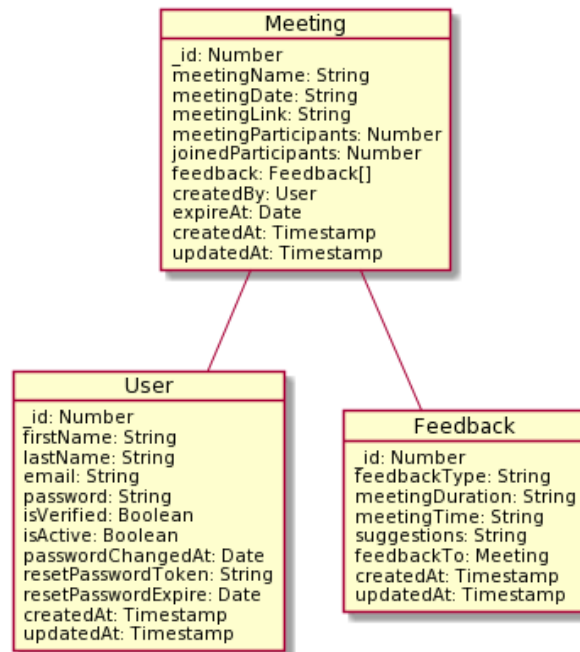 Meeting
_id: Number
meetingName: String
meetingDate: String
meetingLink: String
meetingParticipants: Number
joinedParticipants: Number
feedback: Feedback[]
createdBy: User
expireAt: Date
createdAt: Timestamp
updatedAt: Timestamp
User
_id: Number
firstName: String
lastName: String
email: String
password: String
isVerified: Boolean
isActive: Boolean
passwordChangedAt: Date
resetPasswordToken: String
resetPasswordExpire: Date
createdAt: Timestamp
updatedAt: Timestamp
Feedback
_id: Number
feedbackType: String
meetingDuration: String
meetingTime: String
suggestions: String
feedbackTo: Meeting
createdAt: Timestamp
updatedAt: Timestamp